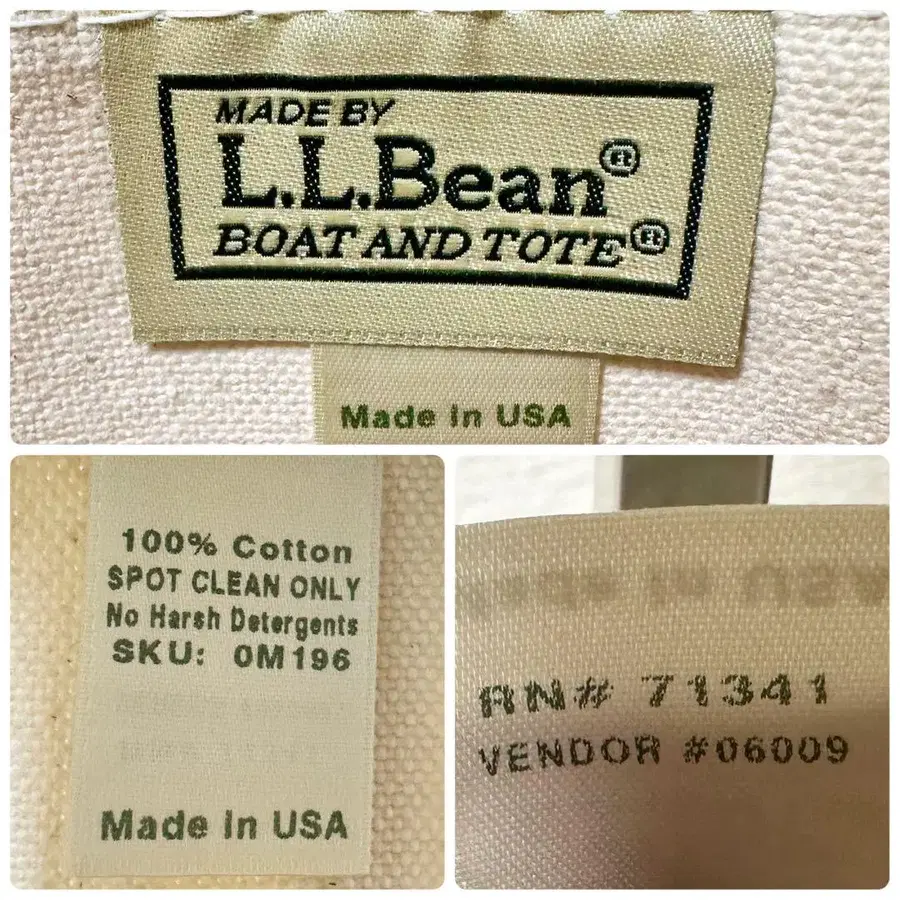 MADE BY
L.L.Bean®
BOAT AND TOTE®
Made in USA
100% Cotton
SPOT CLEAN ONLY
No Harsh Detergents
SKU: 0M196
Made in USA
RN# 71341
VENDOR #06009